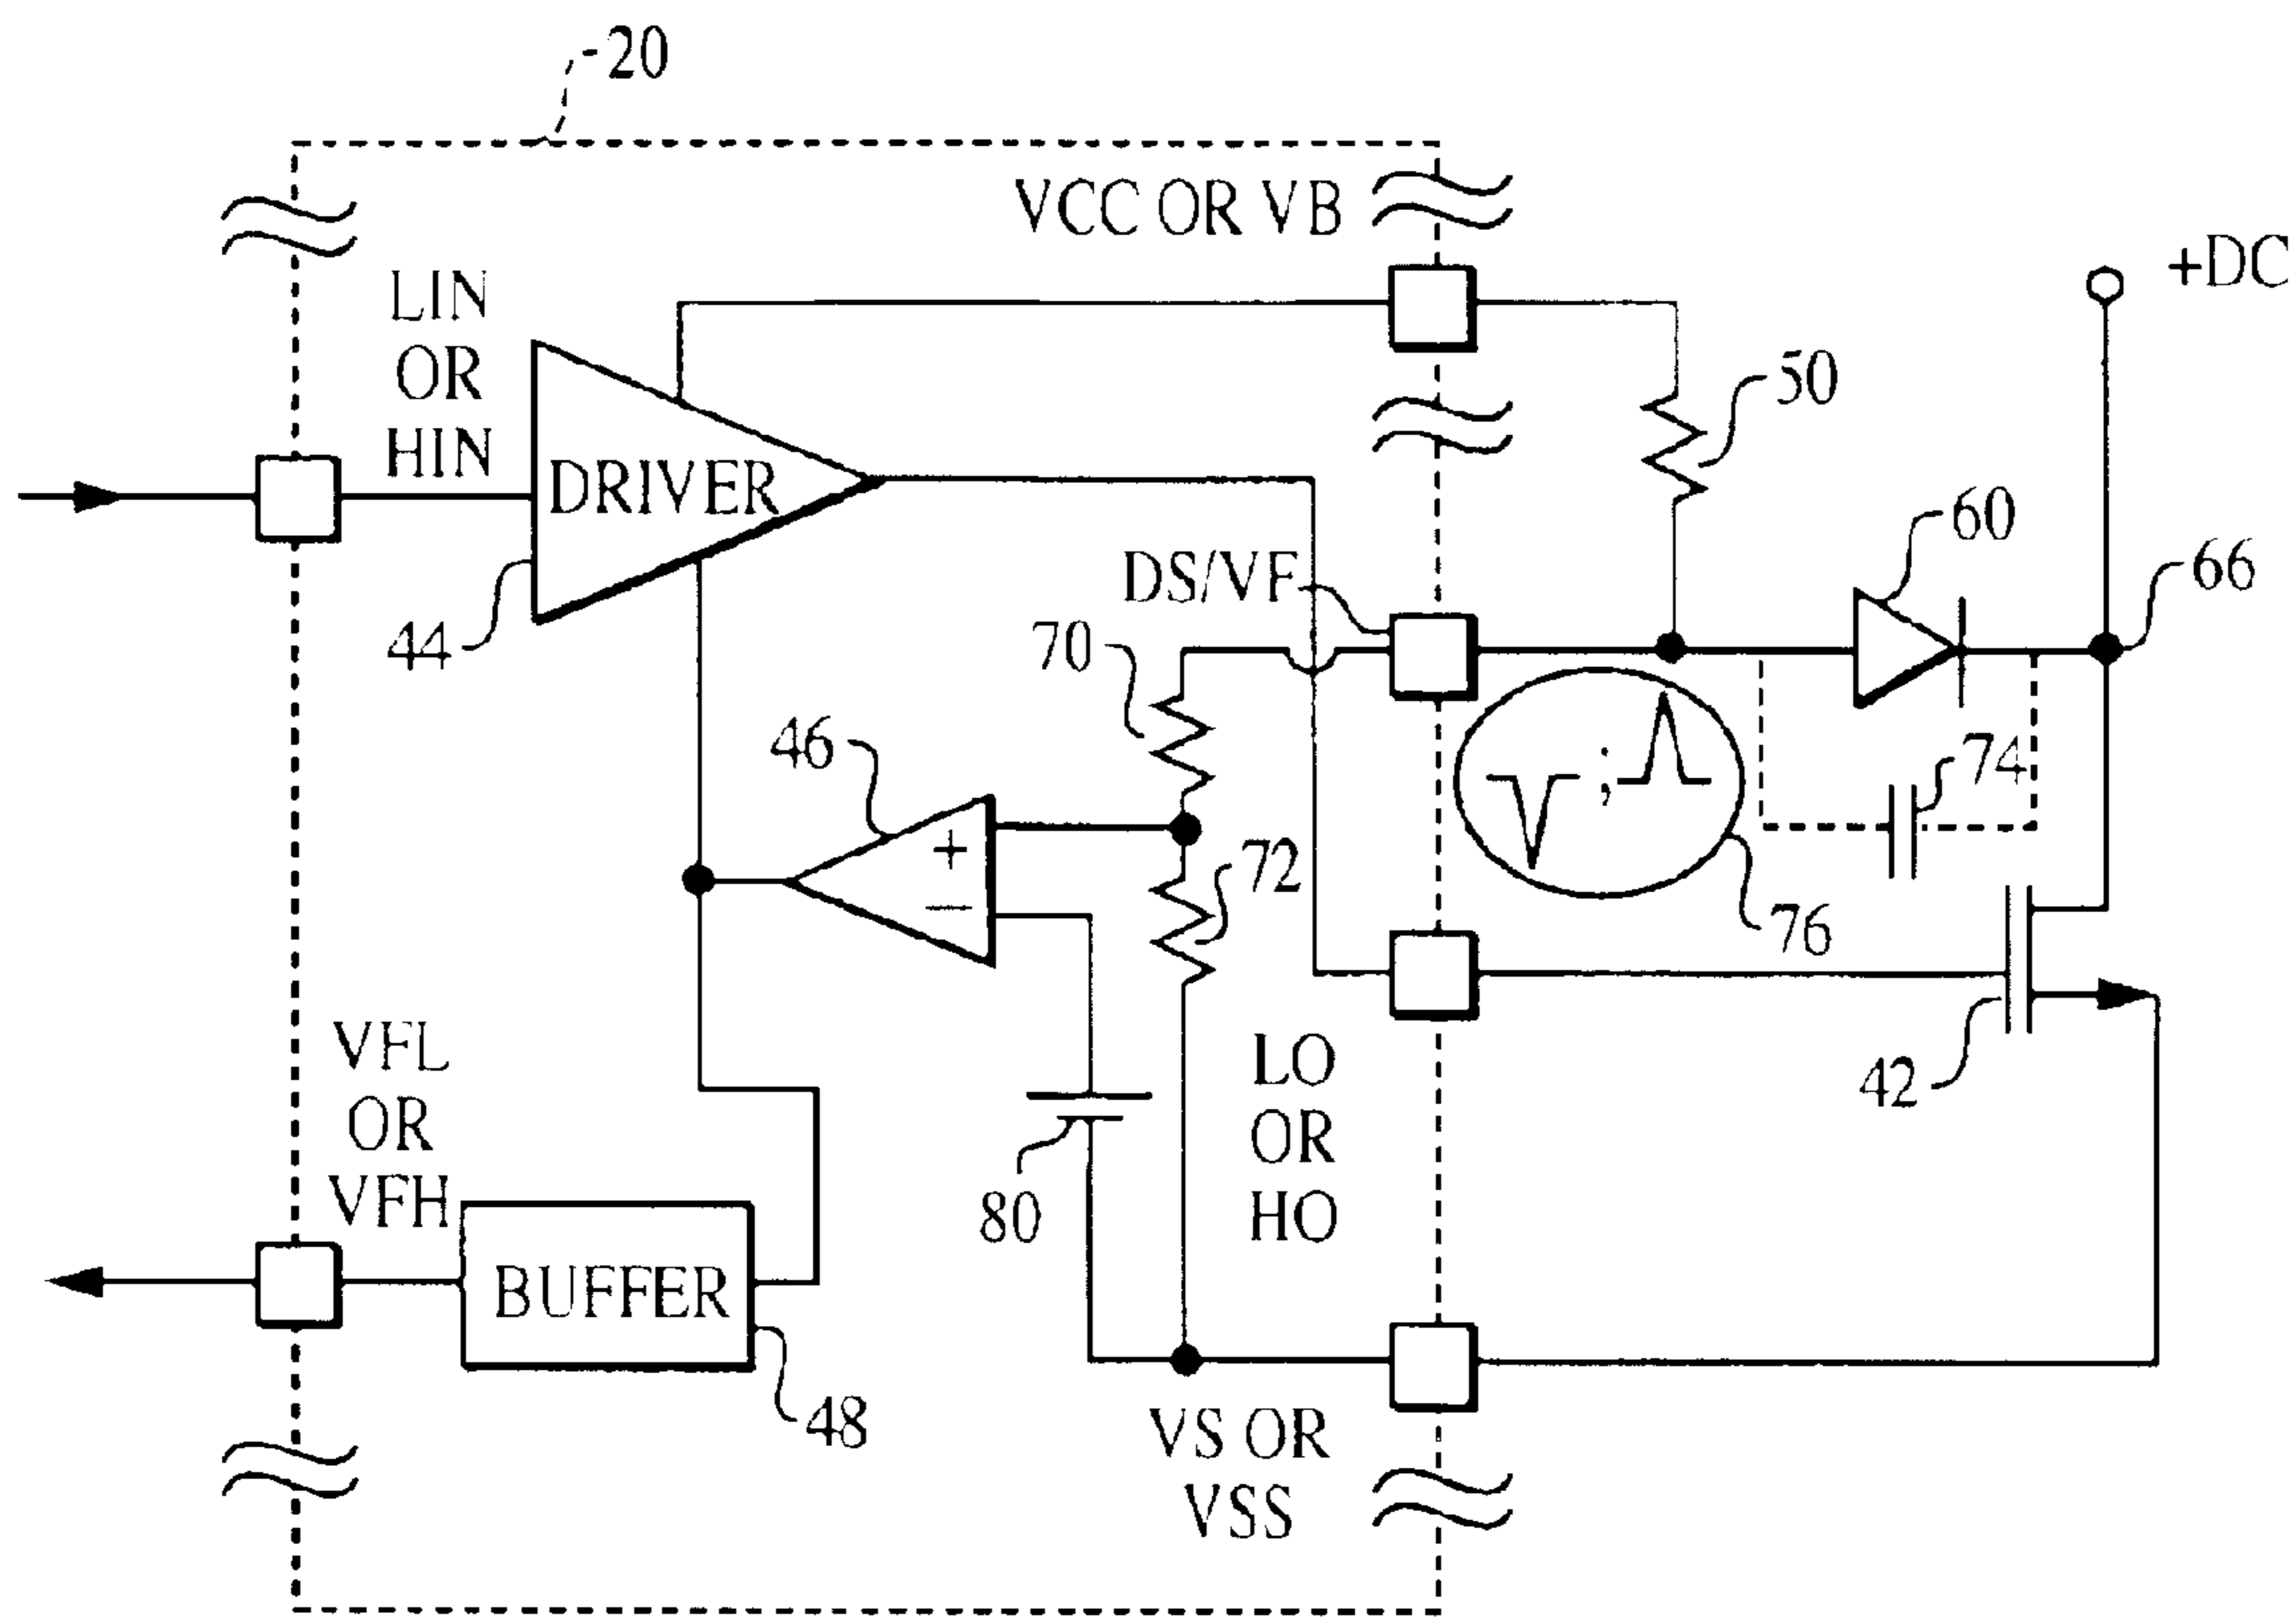 20
VCC OR VB
+DC
LIN
OR
HIN
50
DRIVER
60
DS/VF
66
44
70
46
+
−
;
74
72
76
VFL
OR
VFH
LO
OR
HO
42
80
BUFFER
48
VS OR
VSS